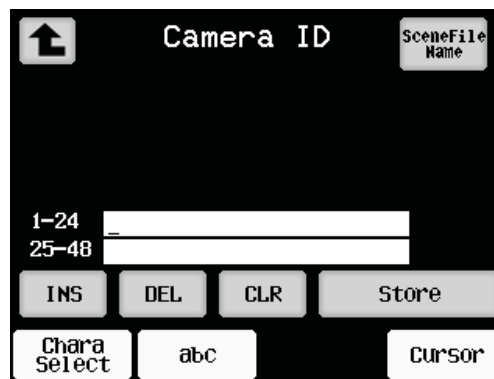 Camera ID
SceneFile
Name
1-24 _
25-48
INS DEL CLR Store
Chara
Select
abc
Cursor